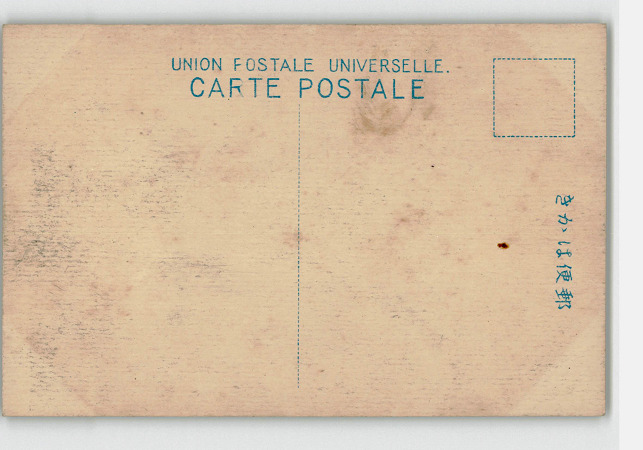 UNION POSTALE UNIVERSELLE.
CARTE POSTALE
郵便はかき